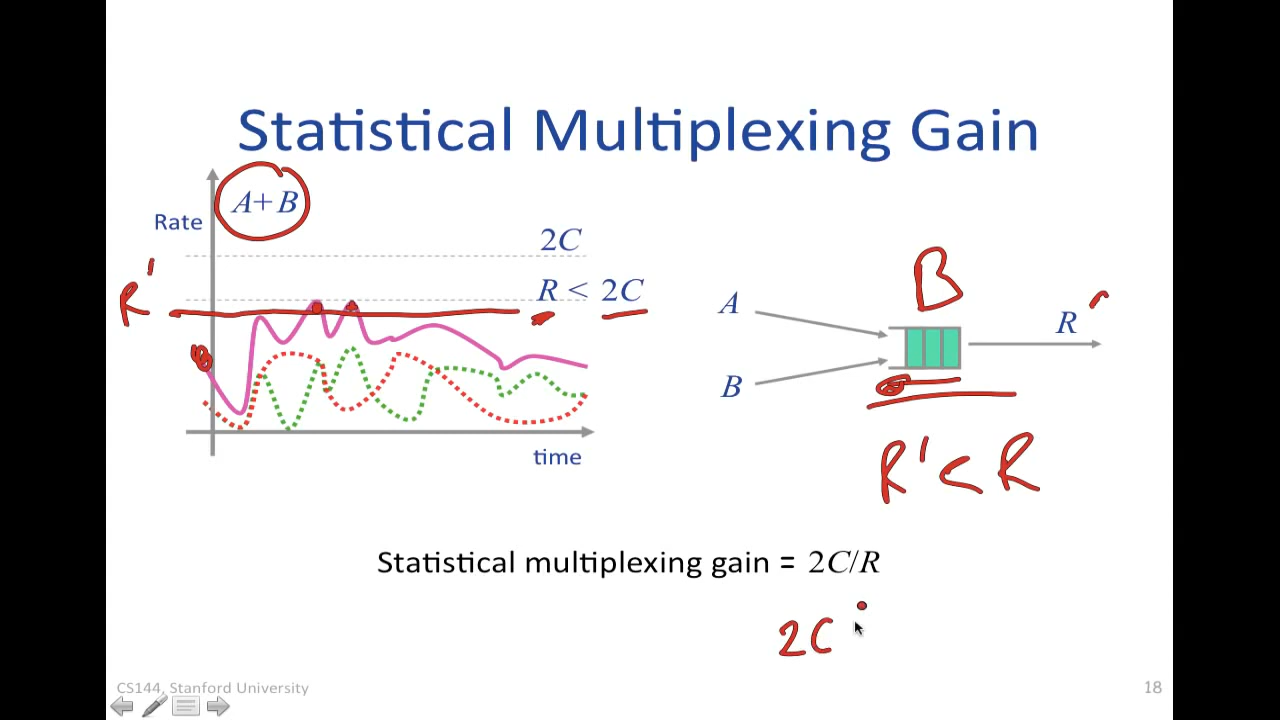 Statistical Multiplexing Gain
A + B
Rate
2C
R'
R < 2C
time
B
A
B
R '
R' < R
Statistical multiplexing gain = 2C/R
2C
CS144, Stanford University
18